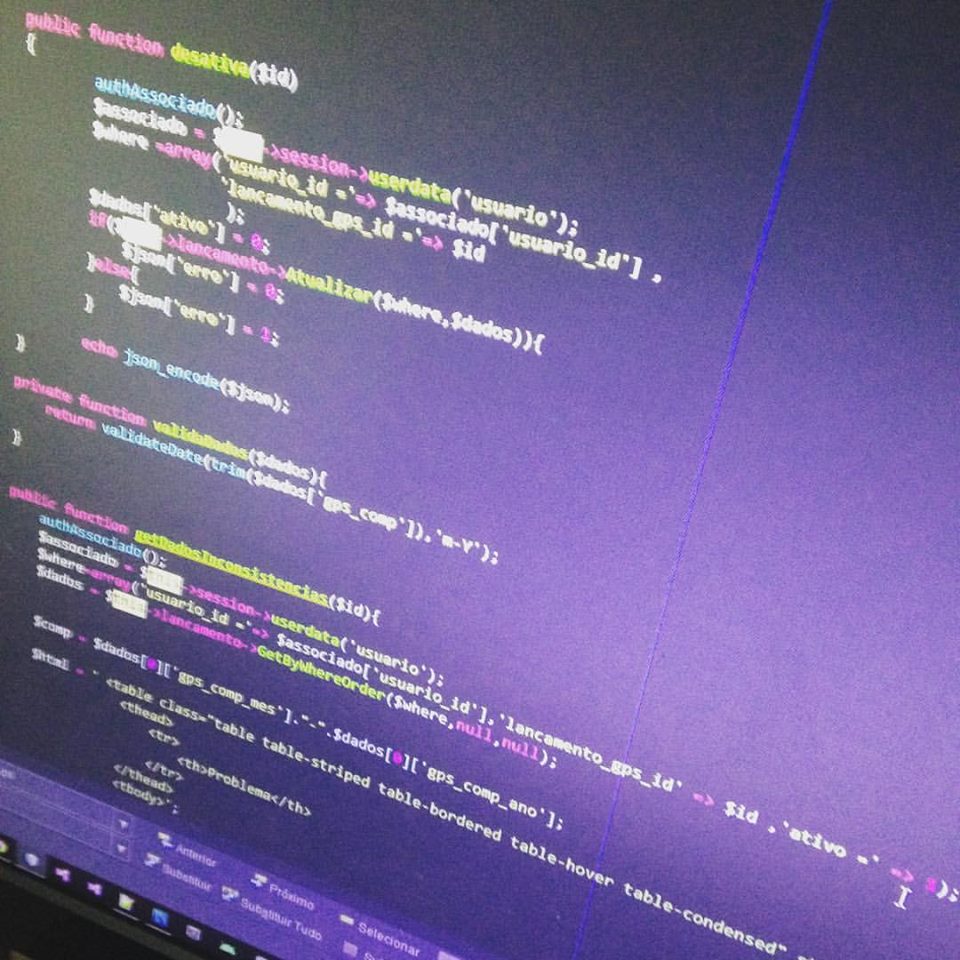 public function desativa($id)
{
authAssociado();
$associado = $this->session->userdata('usuario');
$where =array('usuario_id ='=> $associado['usuario_id'] ,
'lancamento_gps_id ='=> $id
);
$dados['ativo'] = 0;
if($this->lancamento->Atualizar($where,$dados)){
$json['erro'] = 0;
}else{
$json['erro'] = 1;
}
echo json_encode($json);
}
private function validaDados($dados){
return validateDate(trim($dados['gps_comp']),'m-Y');
}
public function getDadosInconsistencias($id){
authAssociado();
$associado = $this->session->userdata('usuario');
$where=array('usuario_id ='=> $associado['usuario_id'],'lancamento_gps_id' => $id ,'ativo =' => 1);
$dados = $this->lancamento->GetByWhereOrder($where,null,null);
$comp = $dados[0]['gps_comp_mes']."-".$dados[0]['gps_comp_ano'];
$html = ' <table class="table table-striped table-bordered table-hover table-condensed"
<thead>
<tr>
<th>Problema</th>
</tr>
</thead>
<tbody>';
Anterior
Próximo
Selecionar
Substituir
Substituir Tudo